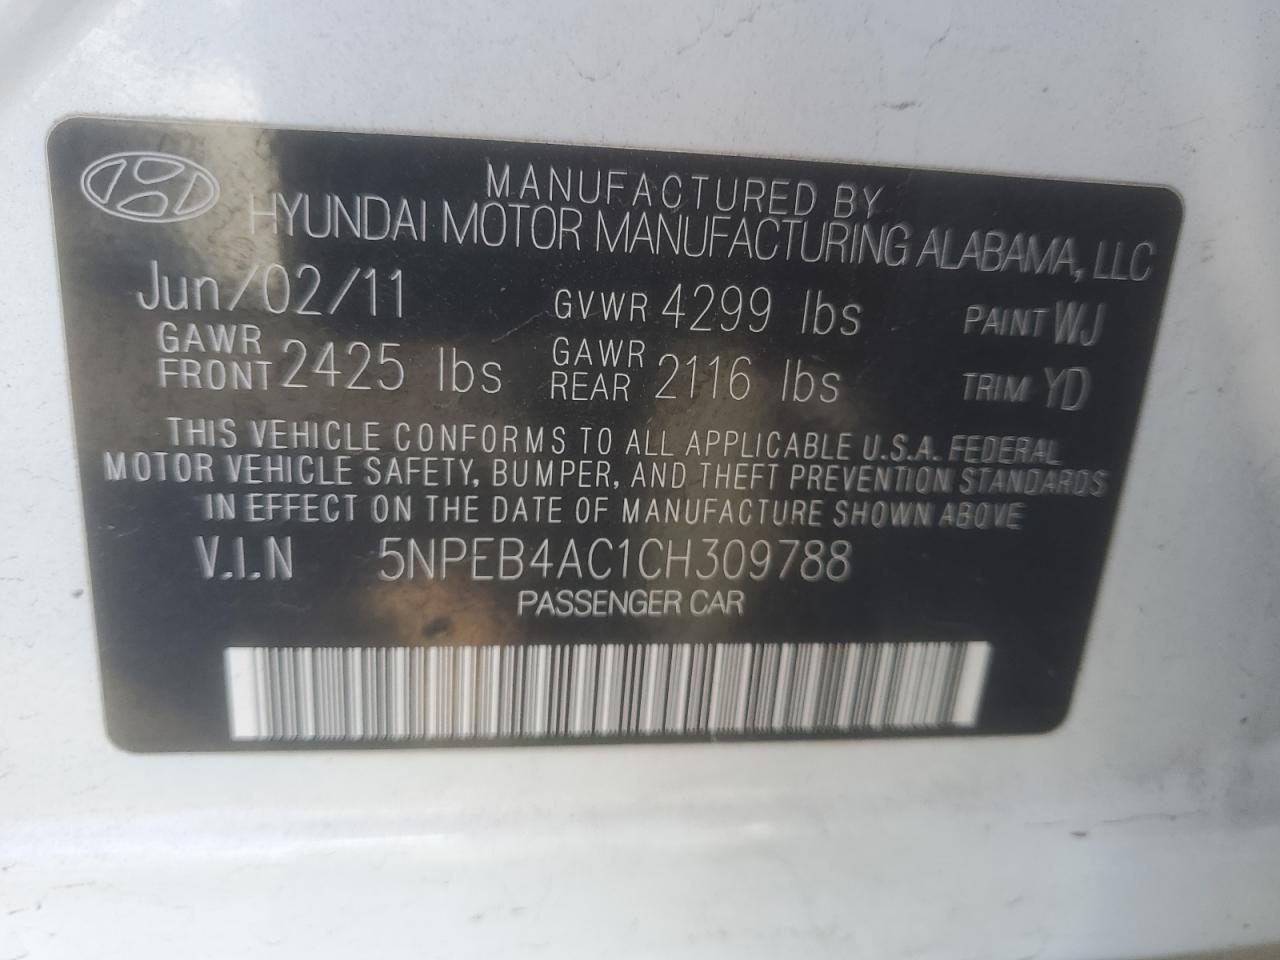 MANUFACTURED BY
HYUNDAI MOTOR MANUFACTURING ALABAMA, LLC
Jun/02/11 GVWR 4299 lbs PAINT WJ
GAWR FRONT 2425 lbs GAWR REAR 2116 lbs TRIM YD
THIS VEHICLE CONFORMS TO ALL APPLICABLE U.S.A. FEDERAL
MOTOR VEHICLE SAFETY, BUMPER, AND THEFT PREVENTION STANDARDS
IN EFFECT ON THE DATE OF MANUFACTURE SHOWN ABOVE
V.I.N 5NPEB4AC1CH309788
PASSENGER CAR